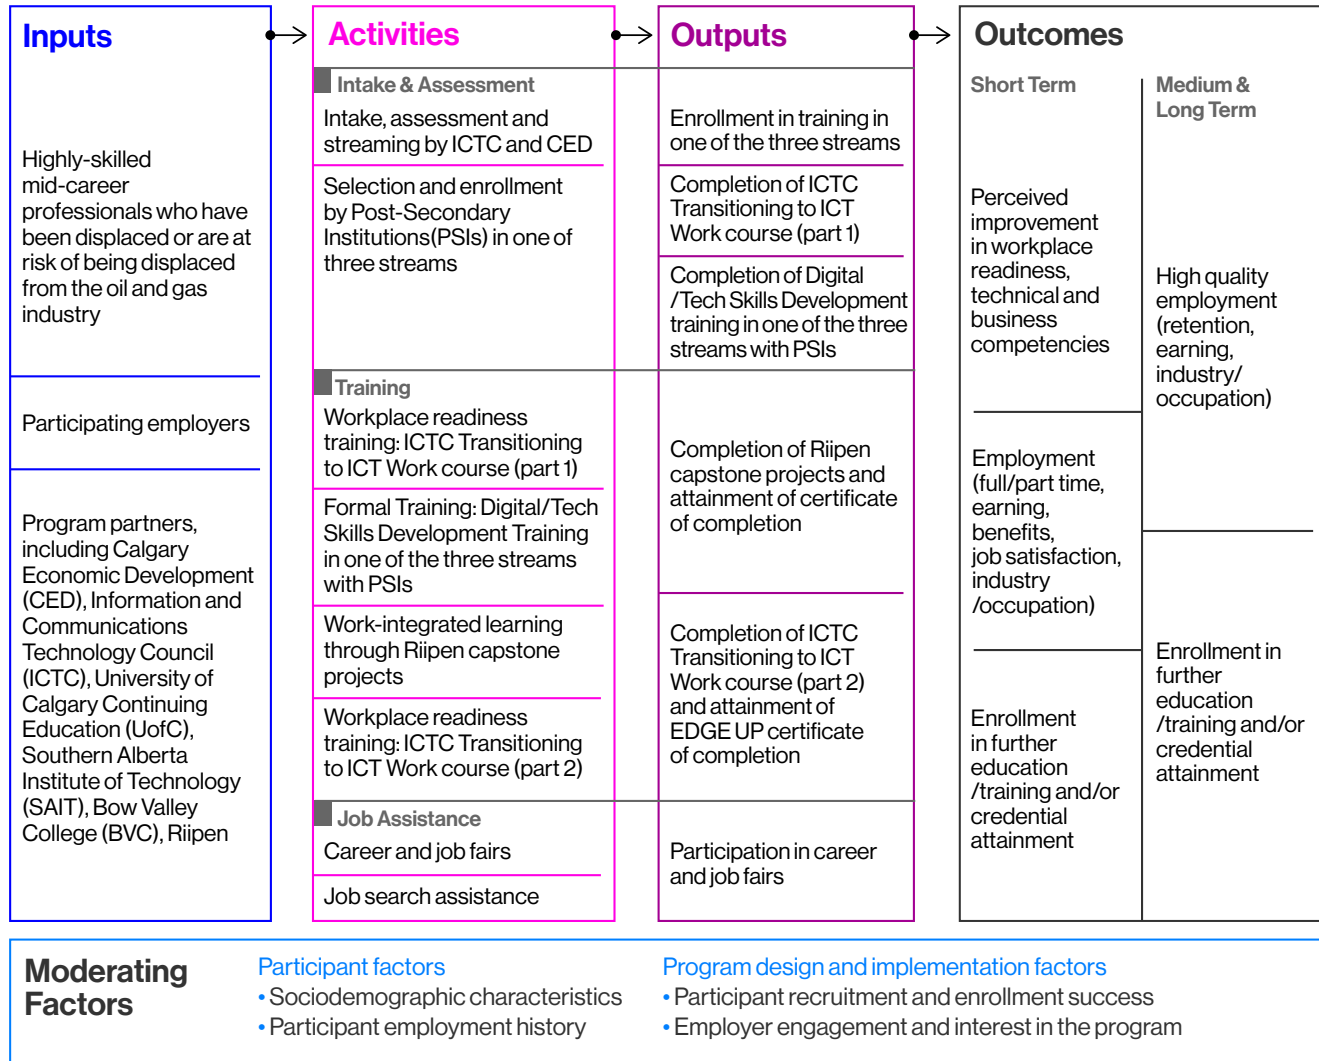 Inputs
Highly-skilled
mid-career
professionals who have
been displaced or are at
risk of being displaced
from the oil and gas
industry
Participating employers
Program partners,
including Calgary
Economic Development
(CED), Information and
Communications
Technology Council
(ICTC), University of
Calgary Continuing
Education (UofC),
Southern Alberta
Institute of Technology
(SAIT), Bow Valley
College (BVC), Riipen
Activities
Intake & Assessment
Intake, assessment and
streaming by ICTC and CED
Selection and enrollment
by Post-Secondary
Institutions(PSIs) in one of
three streams
Training
Workplace readiness
training: ICTC Transitioning
to ICT Work course (part 1)
Formal Training: Digital/Tech
Skills Development Training
in one of the three streams
with PSIs
Work-integrated learning
through Riipen capstone
projects
Workplace readiness
training: ICTC Transitioning
to ICT Work course (part 2)
Job Assistance
Career and job fairs
Job search assistance
Outputs
Enrollment in training in
one of the three streams
Completion of ICTC
Transitioning to ICT
Work course (part 1)
Completion of Digital
/Tech Skills Development
training in one of the three
streams with PSIs
Completion of Riipen
capstone projects and
attainment of certificate
of completion
Completion of ICTC
Transitioning to ICT
Work course (part 2)
and attainment of
EDGE UP certificate
of completion
Participation in career
and job fairs
Outcomes
Short Term
Perceived
improvement
in workplace
readiness,
technical and
business
competencies
Employment
(full/part time,
earning,
benefits,
job satisfaction,
industry
/occupation)
Enrollment
in further
education
/training and/or
credential
attainment
Medium &
Long Term
High quality
employment
(retention,
earning,
industry/
occupation)
Enrollment in
further
education
/training and/or
credential
attainment
Moderating
Factors
Participant factors
• Sociodemographic characteristics
• Participant employment history
Program design and implementation factors
• Participant recruitment and enrollment success
• Employer engagement and interest in the program